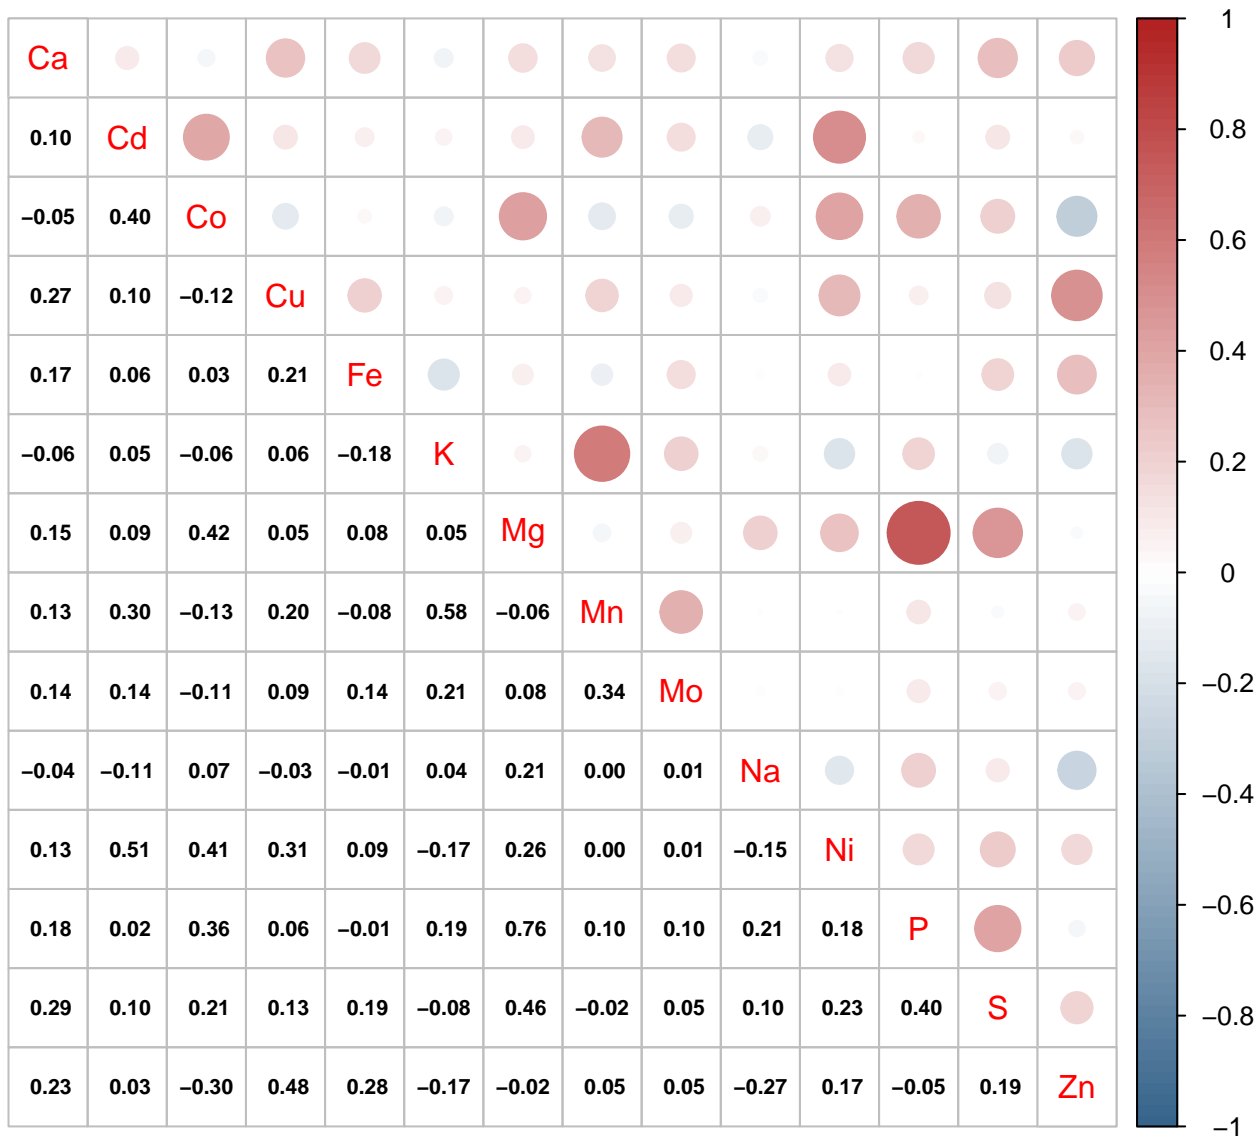 Ca
0.10 Cd
−0.05 0.40 Co
0.27 0.10 −0.12 Cu
0.17 0.06 0.03 0.21 Fe
−0.06 0.05 −0.06 0.06 −0.18 K
0.15 0.09 0.42 0.05 0.08 0.05 Mg
0.13 0.30 −0.13 0.20 −0.08 0.58 −0.06 Mn
0.14 0.14 −0.11 0.09 0.14 0.21 0.08 0.34 Mo
−0.04 −0.11 0.07 −0.03 −0.01 0.04 0.21 0.00 0.01 Na
0.13 0.51 0.41 0.31 0.09 −0.17 0.26 0.00 0.01 −0.15 Ni
0.18 0.02 0.36 0.06 −0.01 0.19 0.76 0.10 0.10 0.21 0.18 P
0.29 0.10 0.21 0.13 0.19 −0.08 0.46 −0.02 0.05 0.10 0.23 0.40 S
0.23 0.03 −0.30 0.48 0.28 −0.17 −0.02 0.05 0.05 −0.27 0.17 −0.05 0.19 Zn
1
0.8
0.6
0.4
0.2
0
−0.2
−0.4
−0.6
−0.8
−1